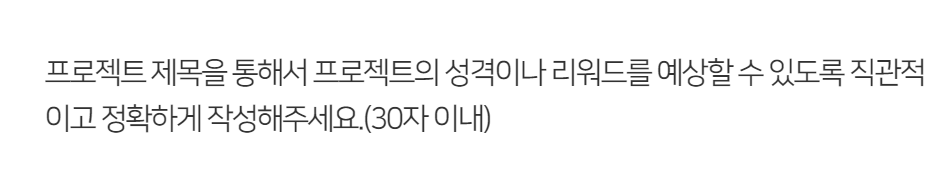 프로젝트 제목을 통해서 프로젝트의 성격이나 리워드를 예상할 수 있도록 직관적
이고 정확하게 작성해주세요.(30자 이내)